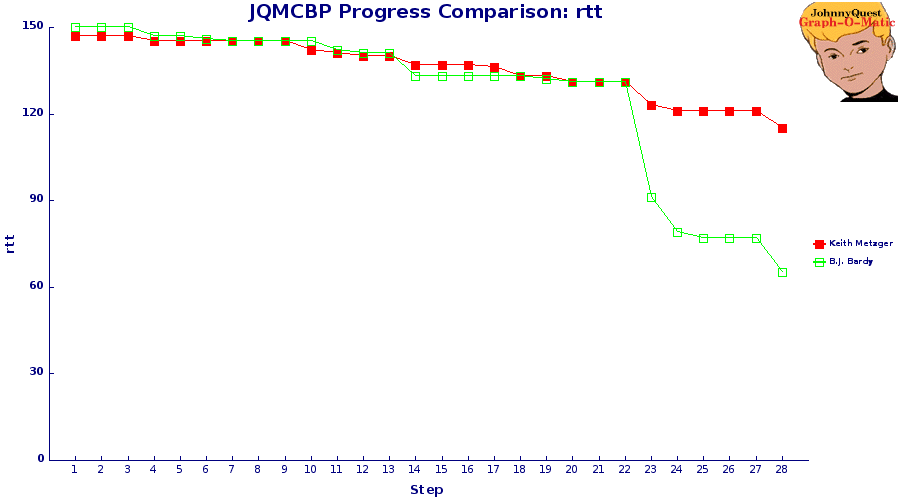 JQMCBP Progress Comparison: rtt
JohnnyQuest
Graph-O-Matic
150
120
90
60
30
0
rtt
1 2 3 4 5 6 7 8 9 10 11 12 13 14 15 16 17 18 19 20 21 22 23 24 25 26 27 28
Step
Keith Metzger
B.J. Bardy